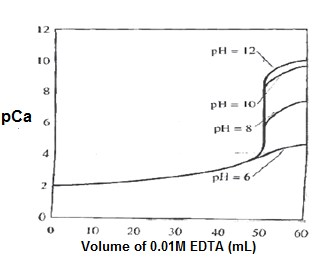 12
pH = 12
10
pH = 10
pCa
8
pH = 8
6
4
pH = 6
2
0
0 10 20 30 40 50 60
Volume of 0.01M EDTA (mL)